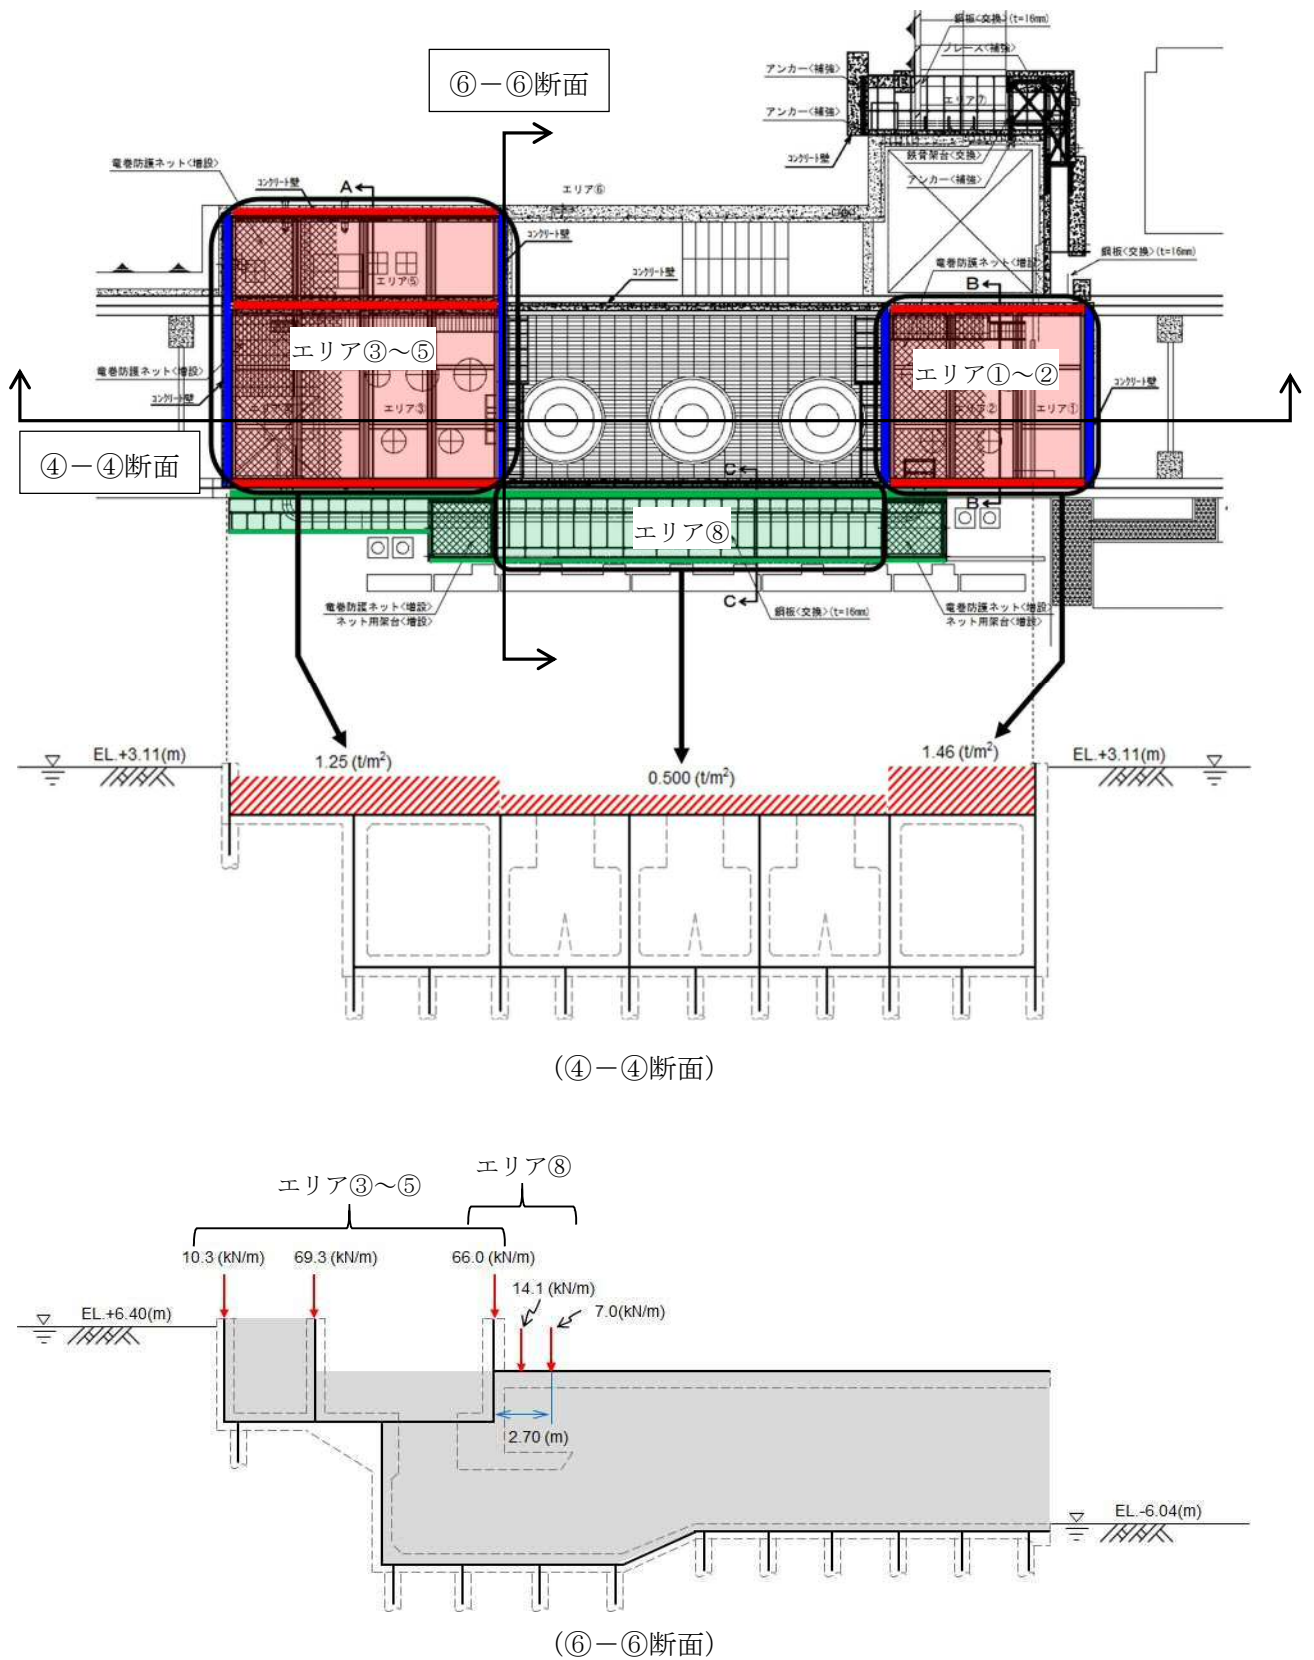 鋼板<交換>(t=16mm)
ブレース<補強>
⑥－⑥断面
アンカー<補強>
エリア⑦
アンカー<補強>
コンクリート壁
鉄骨架台<交換>
アンカー<補強>
竜巻防護ネット<増設>
コンクリート壁
A
エリア⑥
コンクリート壁
鋼板<交換>(t=16mm)
竜巻防護ネット<増設>
コンクリート壁
B
エリア⑤
エリア③～⑤
エリア①～②
竜巻防護ネット<増設>
コンクリート壁
コンクリート壁
エリア③
エリア②
エリア①
④－④断面
C
B
エリア⑧
C
竜巻防護ネット<増設>
ネット用架台<増設>
鋼板<交換>(t=16mm)
竜巻防護ネット<増設>
ネット用架台<増設>
EL.+3.11(m)
1.25 (t/m²)
0.500 (t/m²)
1.46 (t/m²)
EL.+3.11(m)
(④－④断面)
エリア⑧
エリア③～⑤
10.3 (kN/m)
69.3 (kN/m)
66.0 (kN/m)
14.1 (kN/m)
7.0(kN/m)
EL.+6.40(m)
2.70 (m)
EL.-6.04(m)
(⑥－⑥断面)